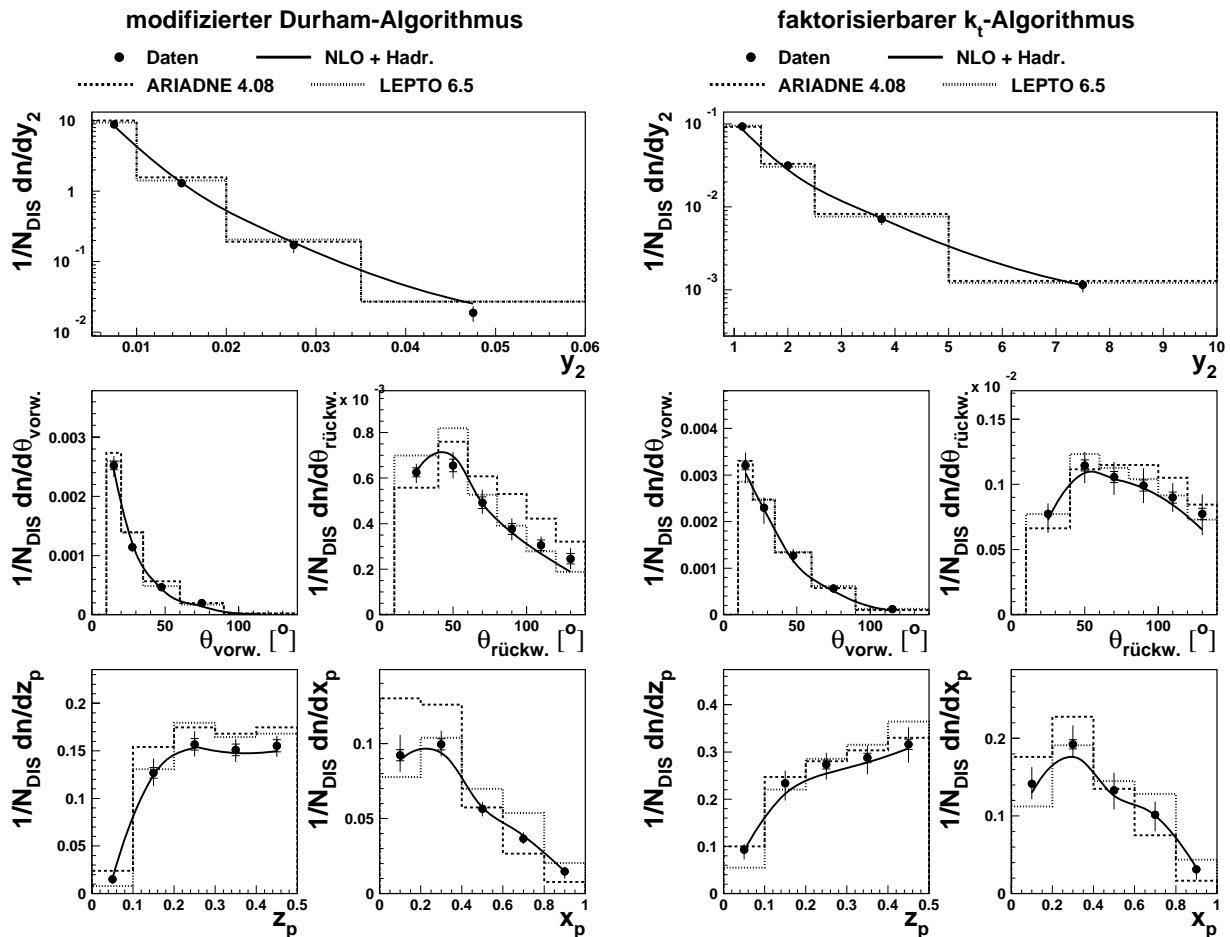 modifizierter Durham-Algorithmus
Daten NLO + Hadr.
ARIADNE 4.08 LEPTO 6.5
1/N_DIS dn/dy_2
10
1
10^-1
10^-2
0.01 0.02 0.03 0.04 0.05 0.06
y_2
1/N_DIS dn/dθ_vorw.
0.003
0.002
0.001
0
0 50 100
θ_vorw. [°]
x 10^-3
1/N_DIS dn/dθ_rückw.
0.8
0.6
0.4
0.2
0
0 50 100
θ_rückw. [°]
1/N_DIS dn/dz_p
0.2
0.15
0.1
0.05
0
0 0.1 0.2 0.3 0.4 0.5
z_p
1/N_DIS dn/dx_p
0.1
0.05
0
0 0.2 0.4 0.6 0.8 1
x_p
faktorisierbarer k_t-Algorithmus
Daten NLO + Hadr.
ARIADNE 4.08 LEPTO 6.5
1/N_DIS dn/dy_2
10^-1
10^-2
10^-3
1 2 3 4 5 6 7 8 9 10
y_2
1/N_DIS dn/dθ_vorw.
0.004
0.003
0.002
0.001
0
0 50 100
θ_vorw. [°]
x 10^-2
1/N_DIS dn/dθ_rückw.
0.15
0.1
0.05
0
0 50 100
θ_rückw. [°]
1/N_DIS dn/dz_p
0.4
0.3
0.2
0.1
0
0 0.1 0.2 0.3 0.4 0.5
z_p
1/N_DIS dn/dx_p
0.2
0.1
0
0 0.2 0.4 0.6 0.8 1
x_p